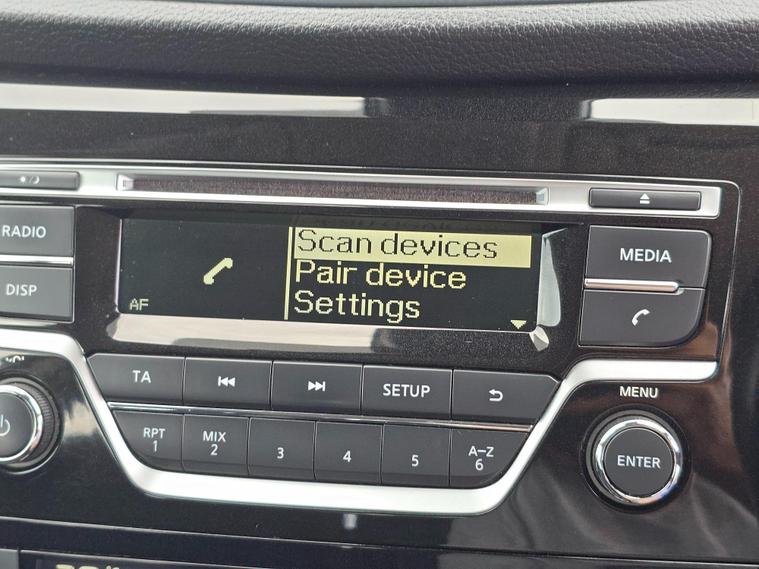 RADIO
DISP
AF
Scan devices
Pair device
Settings
MEDIA
TA
SETUP
MENU
RPT
1
MIX
2
3
4
5
A-Z
6
ENTER